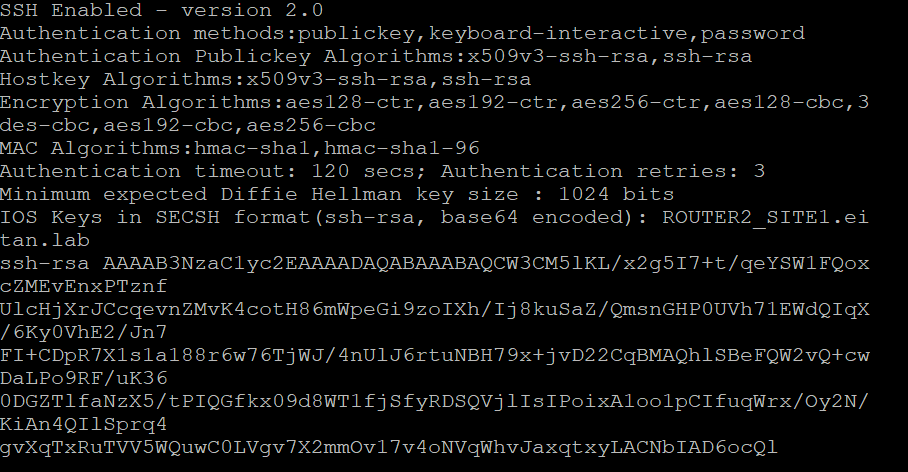 SSH Enabled - version 2.0
Authentication methods:publickey,keyboard-interactive,password
Authentication Publickey Algorithms:x509v3-ssh-rsa,ssh-rsa
Hostkey Algorithms:x509v3-ssh-rsa,ssh-rsa
Encryption Algorithms:aes128-ctr,aes192-ctr,aes256-ctr,aes128-cbc,3
des-cbc,aes192-cbc,aes256-cbc
MAC Algorithms:hmac-sha1,hmac-sha1-96
Authentication timeout: 120 secs; Authentication retries: 3
Minimum expected Diffie Hellman key size : 1024 bits
IOS Keys in SECSH format(ssh-rsa, base64 encoded): ROUTER2_SITE1.ei
tan.lab
ssh-rsa AAAAB3NzaC1yc2EAAAADAQABAAABAQCW3CM5lKL/x2g5I7+t/qeYSW1FQox
cZMEvEnxPTznf
UlcHjXrJCcqevnZMvK4cotH86mWpeGi9zoIXh/Ij8kuSaZ/QmsnGHP0UVh71EWdQIqX
/6Ky0VhE2/Jn7
FI+CDpR7X1s1a188r6w76TjWJ/4nUlJ6rtuNBH79x+jvD22CqBMAQhlSBeFQW2vQ+cw
DaLPo9RF/uK36
0DGZTlfaNzX5/tPIQGfkx09d8WT1fjSfyRDSQVjlIsIPoixA1oo1pCIfuqWrx/Oy2N/
KiAn4QIlSprq4
gvXqTxRuTVV5WQuwC0LVgv7X2mmOv17v4oNVqWhvJaxqtxyLACNbIAD6ocQl